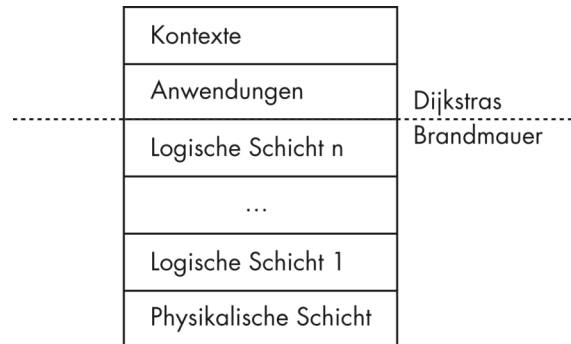 Kontexte
Anwendungen
Dijkstras
Brandmauer
Logische Schicht n
...
Logische Schicht 1
Physikalische Schicht